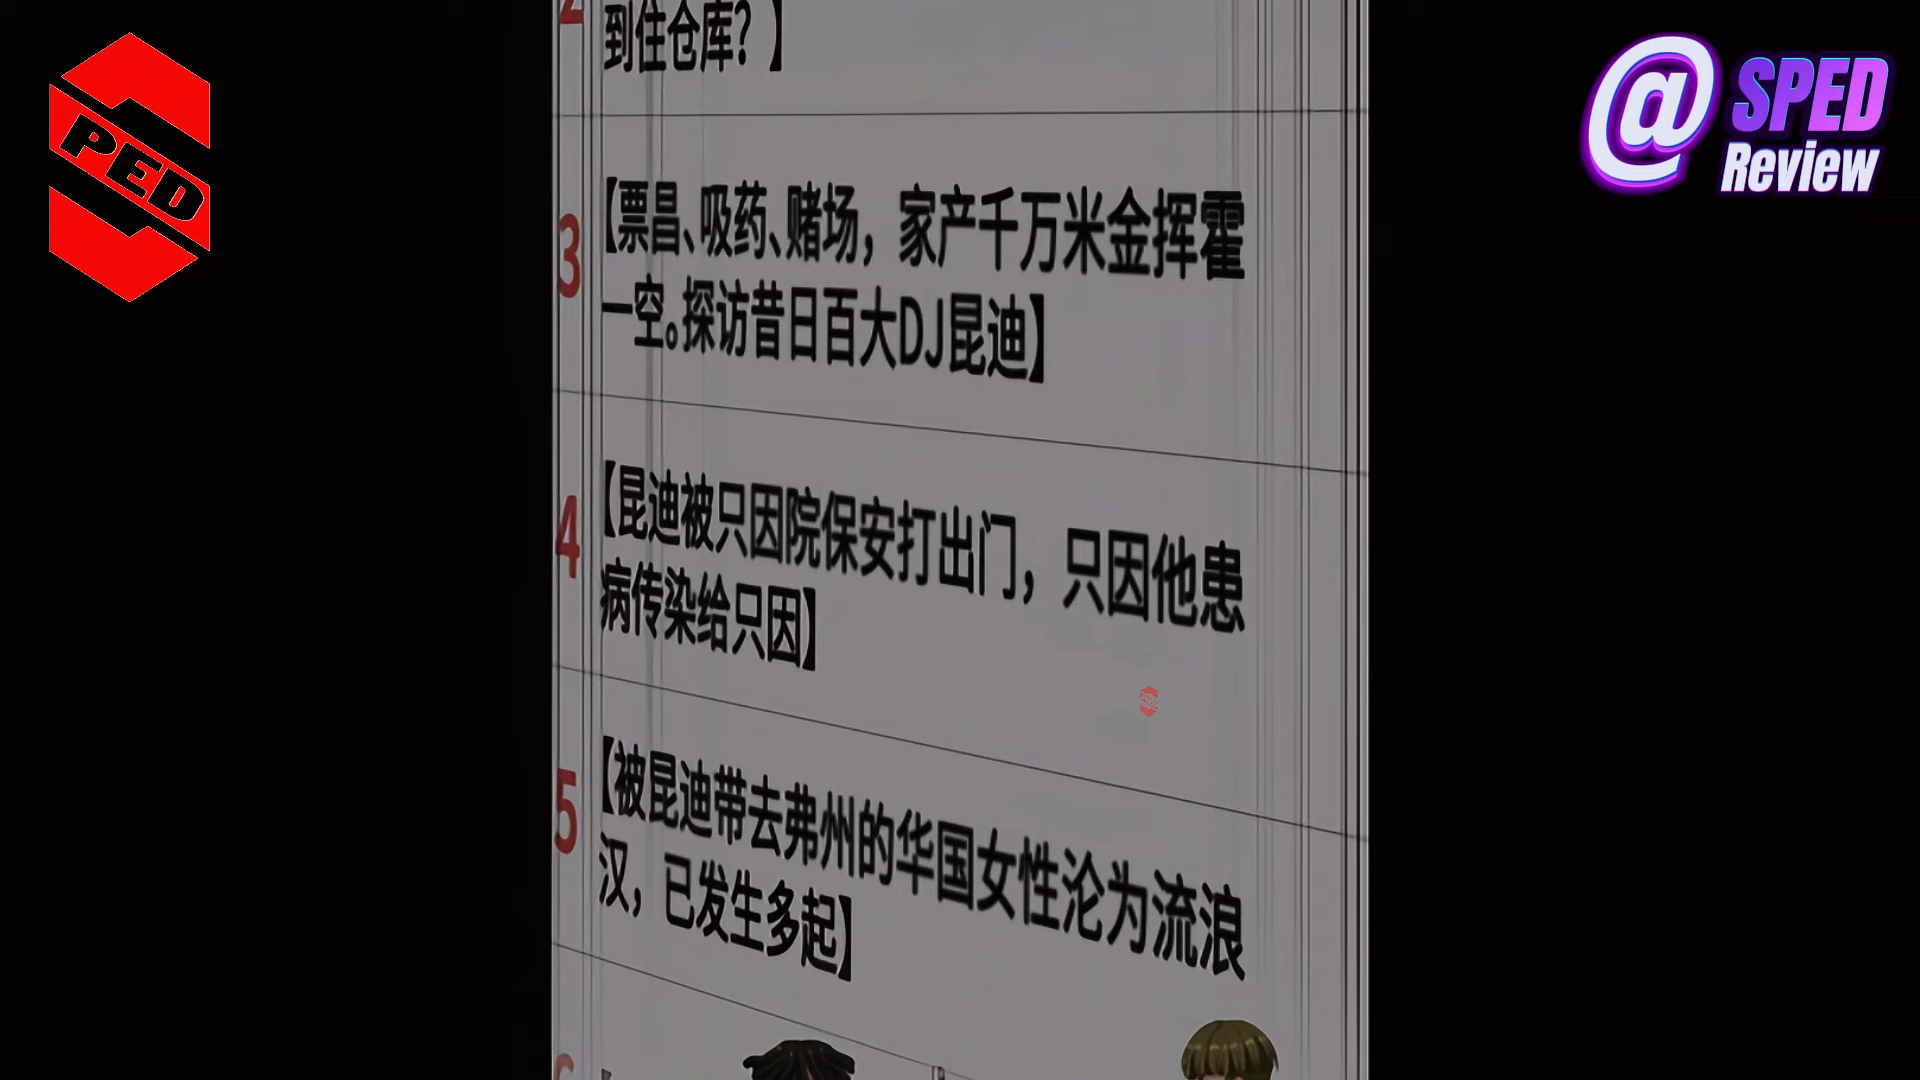 PED
@SPED
Review
2
到住仓库？】
3
【票昌、吸药、赌场，家产千万米金挥霍
一空。探访昔日百大DJ昆迪】
4
【昆迪被只因院保安打出门，只因他患
病传染给只因】
5
【被昆迪带去弗州的华国女性沦为流浪
汉，已发生多起】